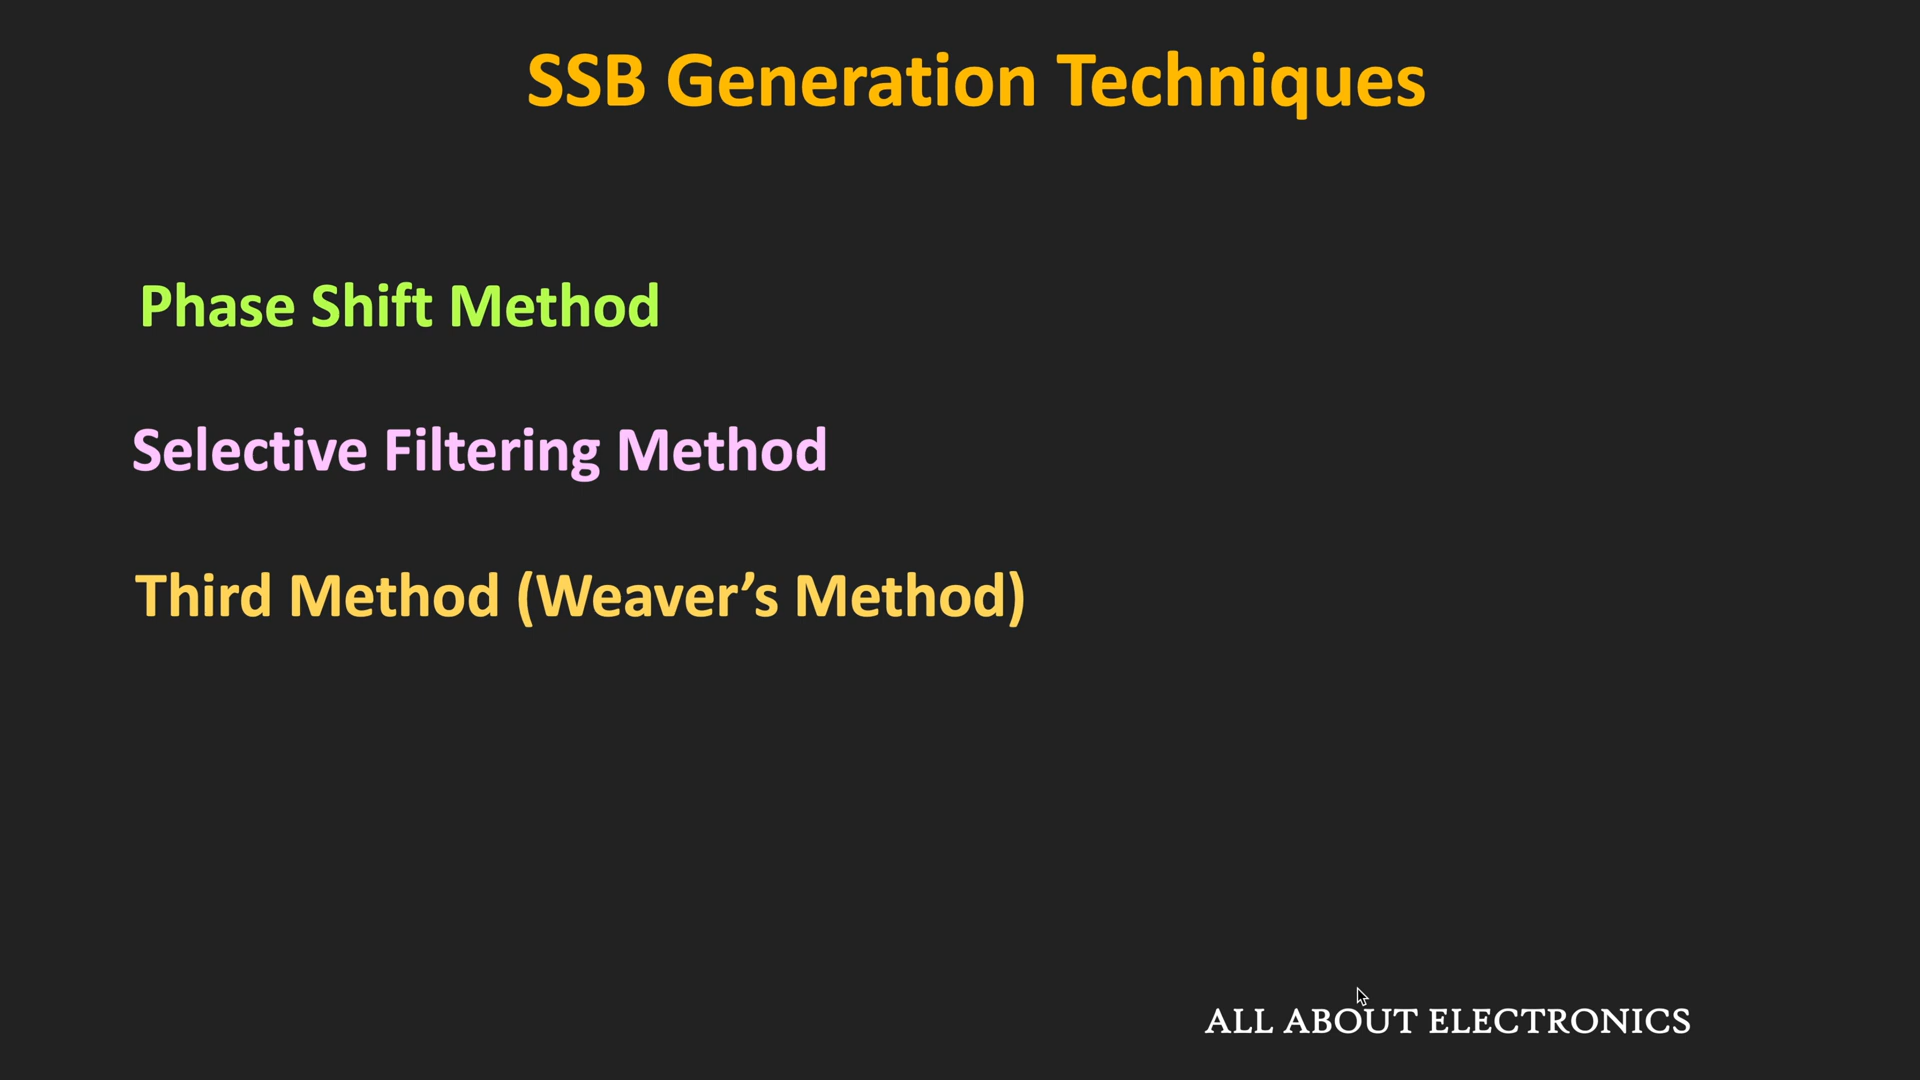 SSB Generation Techniques
Phase Shift Method
Selective Filtering Method
Third Method (Weaver’s Method)
ALL ABOUT ELECTRONICS